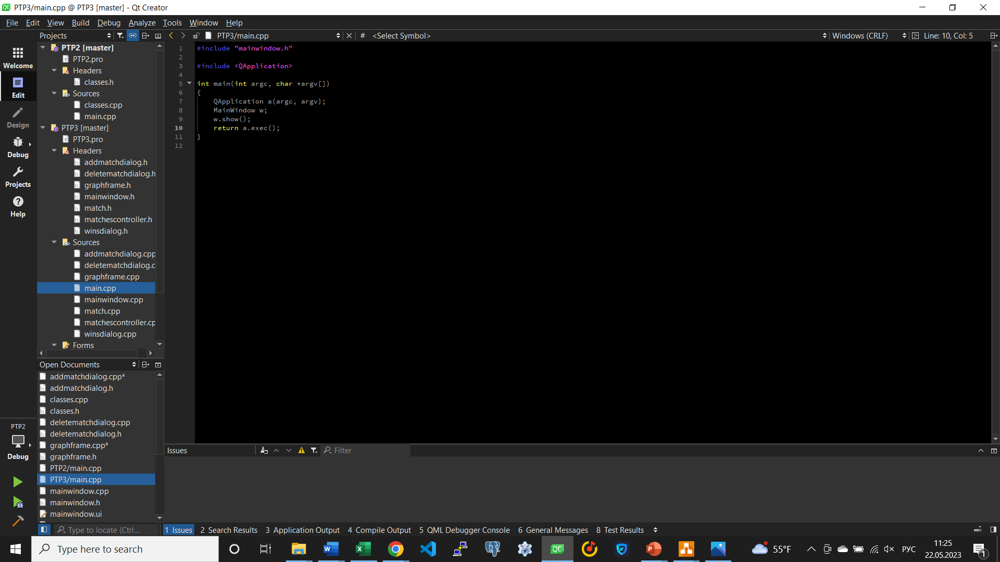 PTP3/main.cpp @ PTP3 [master] - Qt Creator
File Edit View Build Debug Analyze Tools Window Help
Projects
PTP3/main.cpp
# <Select Symbol>
Windows (CRLF)
Line: 10, Col: 5
Welcome
Edit
Design
Debug
Projects
Help
PTP2 [master]
PTP2.pro
Headers
classes.h
Sources
classes.cpp
main.cpp
PTP3 [master]
PTP3.pro
Headers
addmatchdialog.h
deletematchdialog.h
graphframe.h
mainwindow.h
match.h
matchescontroller.h
winsdialog.h
Sources
addmatchdialog.cpp
deletematchdialog.c
graphframe.cpp
main.cpp
mainwindow.cpp
match.cpp
matchescontroller.cp
winsdialog.cpp
Forms
Open Documents
addmatchdialog.cpp*
addmatchdialog.h
classes.cpp
classes.h
deletematchdialog.cpp
deletematchdialog.h
graphframe.cpp*
graphframe.h
PTP2/main.cpp
PTP3/main.cpp
mainwindow.cpp
mainwindow.h
mainwindow.ui
PTP2
Debug
1 #include "mainwindow.h"
2
3 #include <QApplication>
4
5 int main(int argc, char *argv[])
6 {
7 QApplication a(argc, argv);
8 MainWindow w;
9 w.show();
10 return a.exec();
11 }
12
Issues
Filter
Type to locate (Ctrl...
1 Issues 2 Search Results 3 Application Output 4 Compile Output 5 QML Debugger Console 6 General Messages 8 Test Results
Type here to search
55°F
РУС
11:25
22.05.2023
1